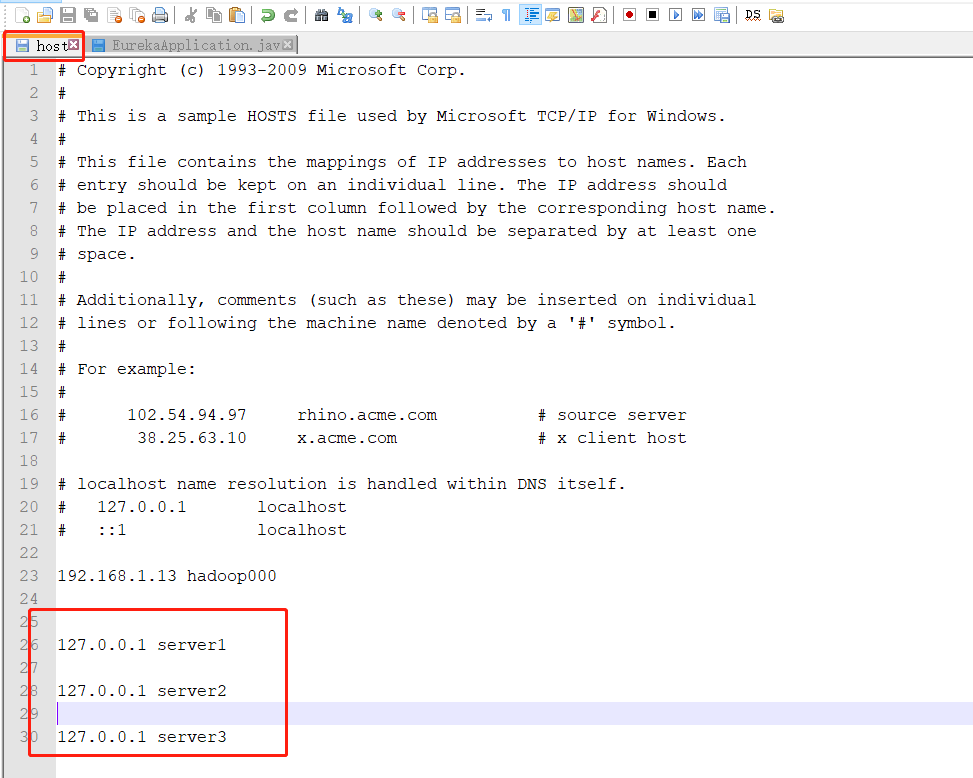 DS
host EurekaApplication.jav
1 # Copyright (c) 1993-2009 Microsoft Corp.
2 #
3 # This is a sample HOSTS file used by Microsoft TCP/IP for Windows.
4 #
5 # This file contains the mappings of IP addresses to host names. Each
6 # entry should be kept on an individual line. The IP address should
7 # be placed in the first column followed by the corresponding host name.
8 # The IP address and the host name should be separated by at least one
9 # space.
10 #
11 # Additionally, comments (such as these) may be inserted on individual
12 # lines or following the machine name denoted by a '#' symbol.
13 #
14 # For example:
15 #
16 #      102.54.94.97     rhino.acme.com          # source server
17 #       38.25.63.10     x.acme.com              # x client host
18
19 # localhost name resolution is handled within DNS itself.
20 #   127.0.0.1       localhost
21 #   ::1             localhost
22
23 192.168.1.13 hadoop000
24
25
26 127.0.0.1 server1
27
28 127.0.0.1 server2
29
30 127.0.0.1 server3